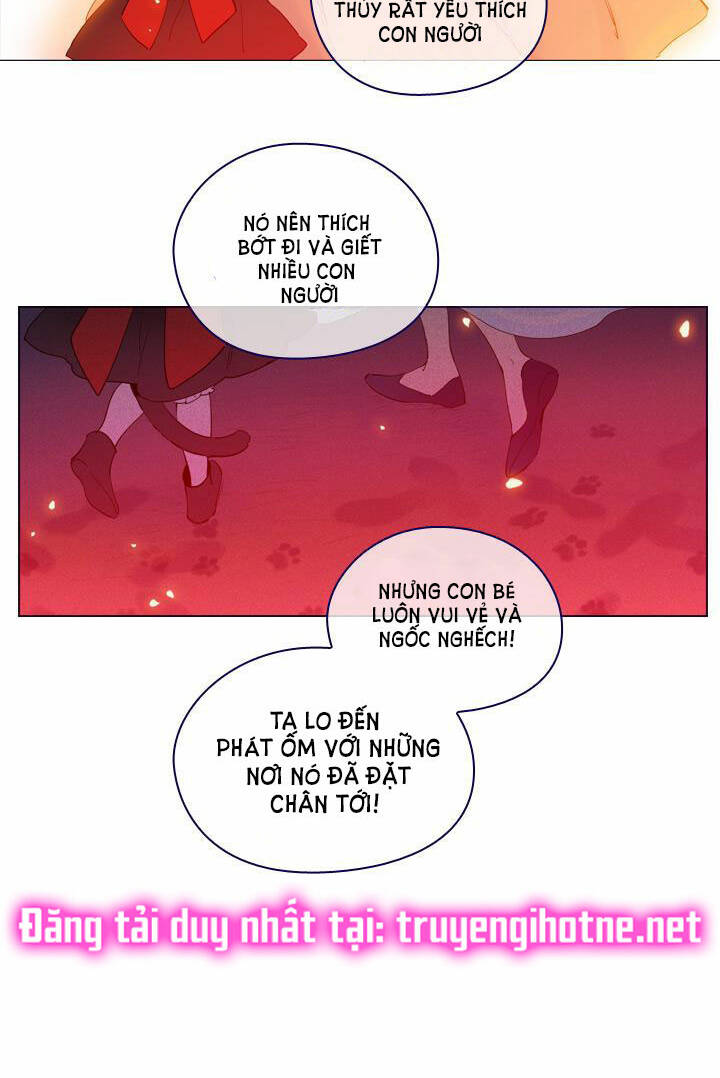 THỦY RẤT YÊU THÍCH
CON NGƯỜI
NÓ NÊN THÍCH
BỚT ĐI VÀ GIẾT
NHIỀU CON
NGƯỜI
NHƯNG CON BÉ
LUÔN VUI VẺ VÀ
NGỐC NGHẾCH!
TA LO ĐẾN
PHÁT ỐM VỚI NHỮNG
NƠI NÓ ĐÃ ĐẶT
CHÂN TỚI!
Đăng tải duy nhất tại: truyengihotne.net